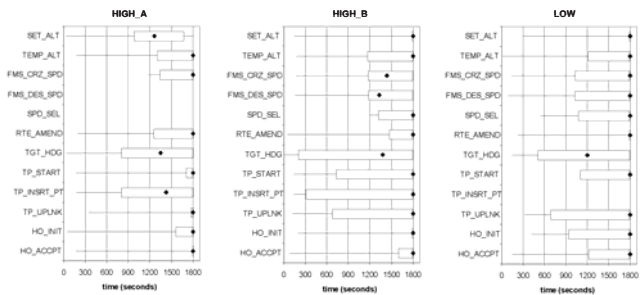 HIGH_A
SET_ALT
TEMP_ALT
FMS_CRZ_SPD
FMS_DES_SPD
SPD_SEL
RTE_AMEND
TGT_HDG
TP_START
TP_INSRT_PT
TP_UPLNK
HO_INIT
HO_ACCPT
0 300 600 900 1200 1500 1800
time (seconds)
HIGH_B
SET_ALT
TEMP_ALT
FMS_CRZ_SPD
FMS_DES_SPD
SPD_SEL
RTE_AMEND
TGT_HDG
TP_START
TP_INSRT_PT
TP_UPLNK
HO_INIT
HO_ACCPT
0 300 600 900 1200 1500 1800
time (seconds)
LOW
SET_ALT
TEMP_ALT
FMS_CRZ_SPD
FMS_DES_SPD
SPD_SEL
RTE_AMEND
TGT_HDG
TP_START
TP_INSRT_PT
TP_UPLNK
HO_INIT
HO_ACCPT
0 300 600 900 1200 1500 1800
time (seconds)